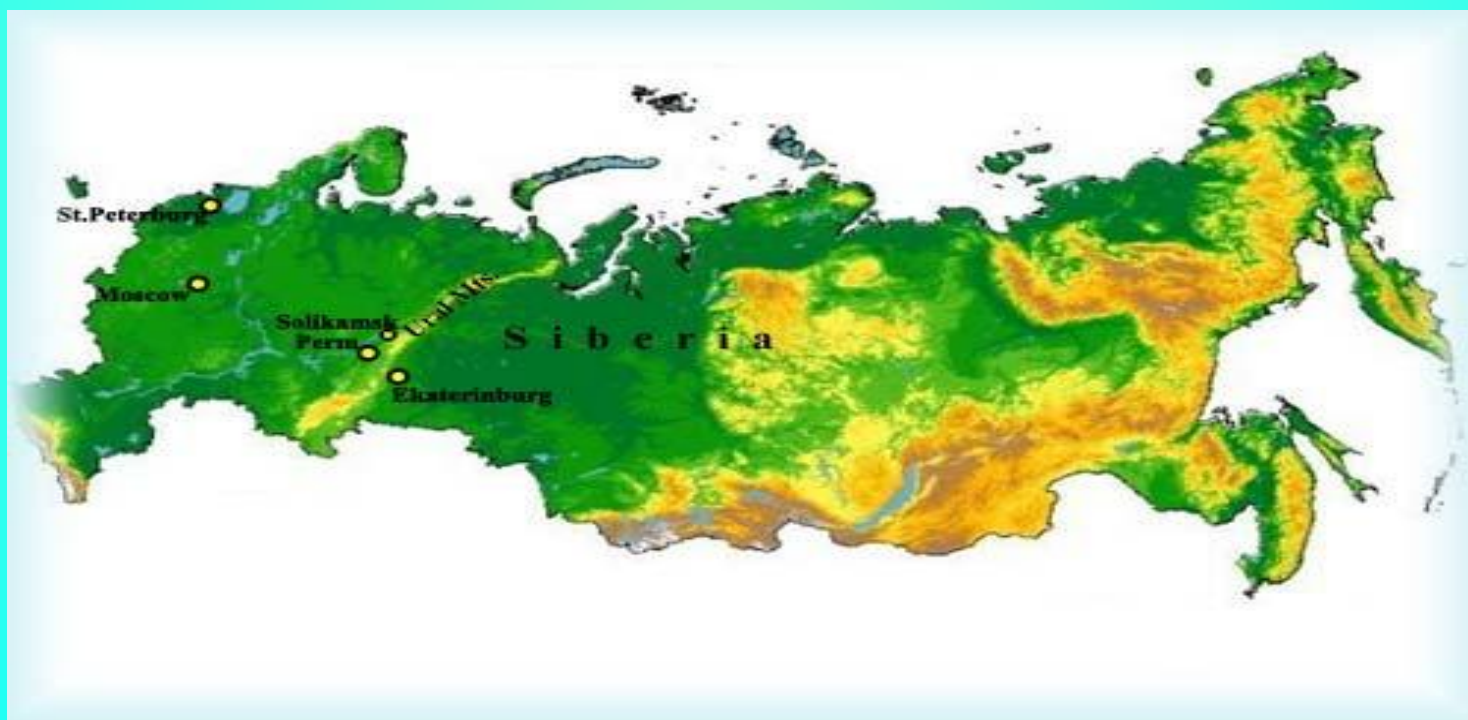 St.Peterburg
Moscow
Solikamsk
Perm
Ural Mts.
Siberia
Ekaterinburg